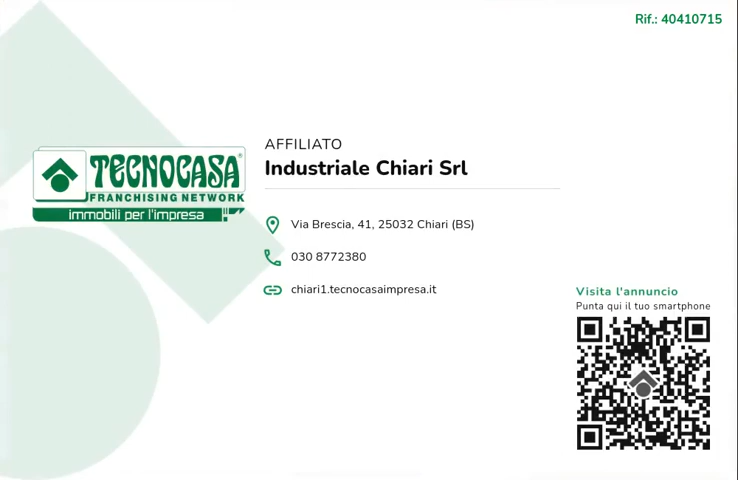 Rif.: 40410715
AFFILIATO
Industriale Chiari Srl
TECNOCASA®
FRANCHISING NETWORK
immobili per l'impresa
Via Brescia, 41, 25032 Chiari (BS)
030 8772380
chiari1.tecnocasaimpresa.it
Visita l'annuncio
Punta qui il tuo smartphone